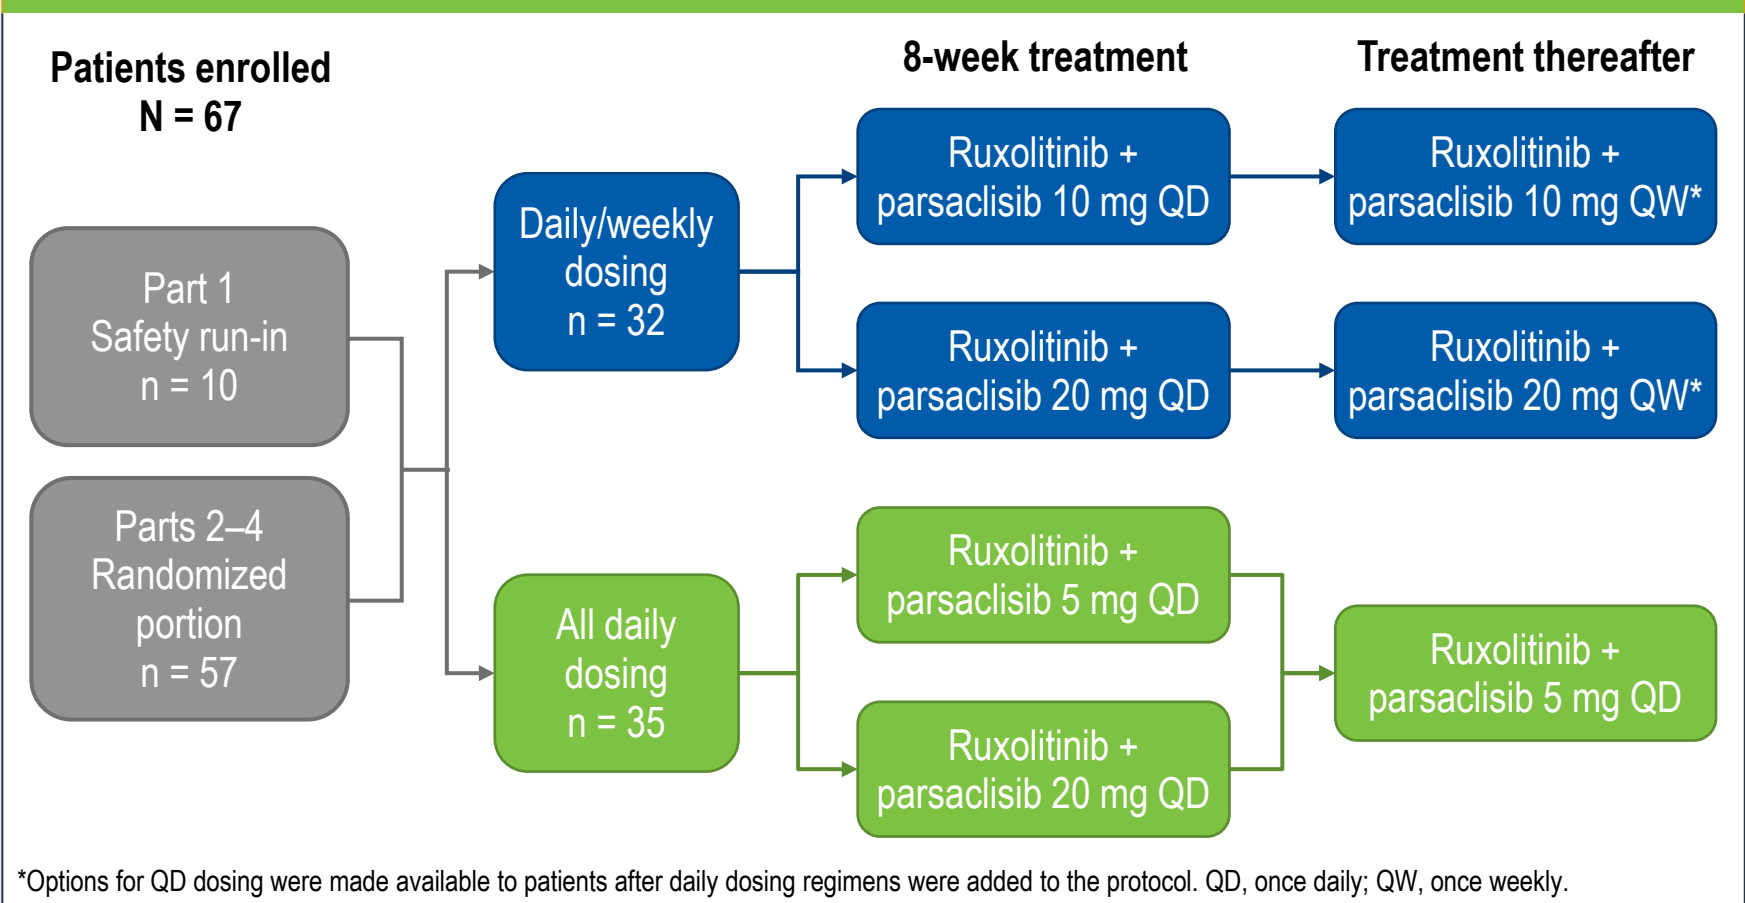 Patients enrolled
N = 67
8-week treatment
Treatment thereafter
Part 1
Safety run-in
n = 10
Parts 2–4
Randomized
portion
n = 57
Daily/weekly
dosing
n = 32
Ruxolitinib +
parsaclisib 10 mg QD
Ruxolitinib +
parsaclisib 10 mg QW*
Ruxolitinib +
parsaclisib 20 mg QD
Ruxolitinib +
parsaclisib 20 mg QW*
All daily
dosing
n = 35
Ruxolitinib +
parsaclisib 5 mg QD
Ruxolitinib +
parsaclisib 20 mg QD
Ruxolitinib +
parsaclisib 5 mg QD
*Options for QD dosing were made available to patients after daily dosing regimens were added to the protocol. QD, once daily; QW, once weekly.